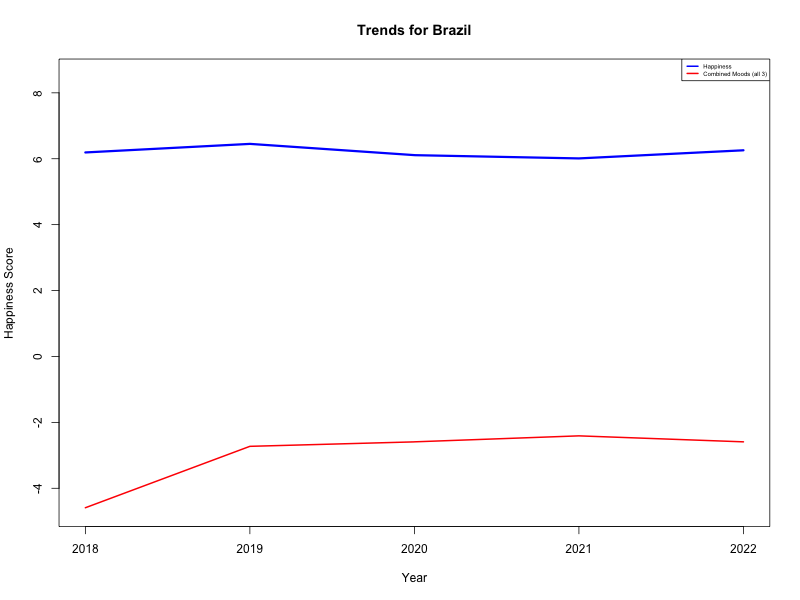 Trends for Brazil
Happiness
Combined Moods (all 3)
Happiness Score
8
6
4
2
0
-2
-4
2018 2019 2020 2021 2022
Year